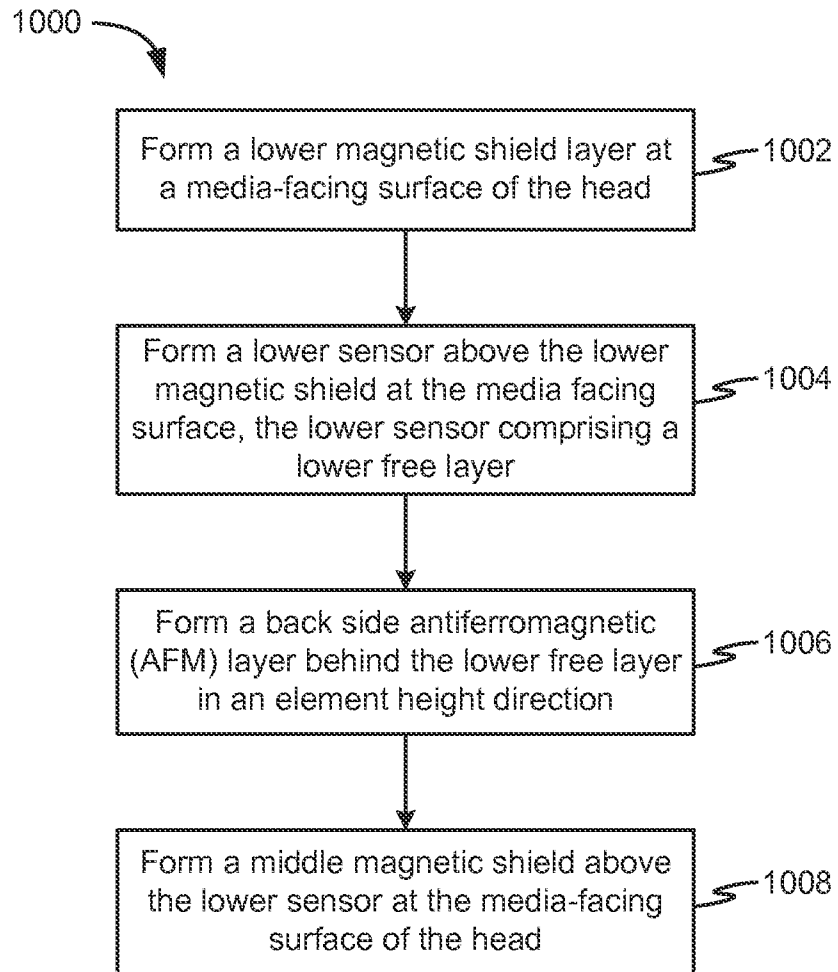 1000
Form a lower magnetic shield layer at
a media-facing surface of the head
1002
Form a lower sensor above the lower
magnetic shield at the media facing
surface, the lower sensor comprising a
lower free layer
1004
Form a back side antiferromagnetic
(AFM) layer behind the lower free layer
in an element height direction
1006
Form a middle magnetic shield above
the lower sensor at the media-facing
surface of the head
1008